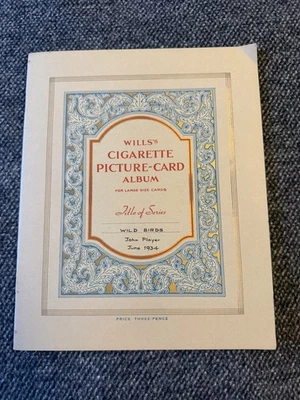 WILLS'S
CIGARETTE
PICTURE-CARD
ALBUM
FOR LARGE SIZE CARDS
Title of Series
WILD BIRDS
John Player
June 1934
PRICE THREE-PENCE